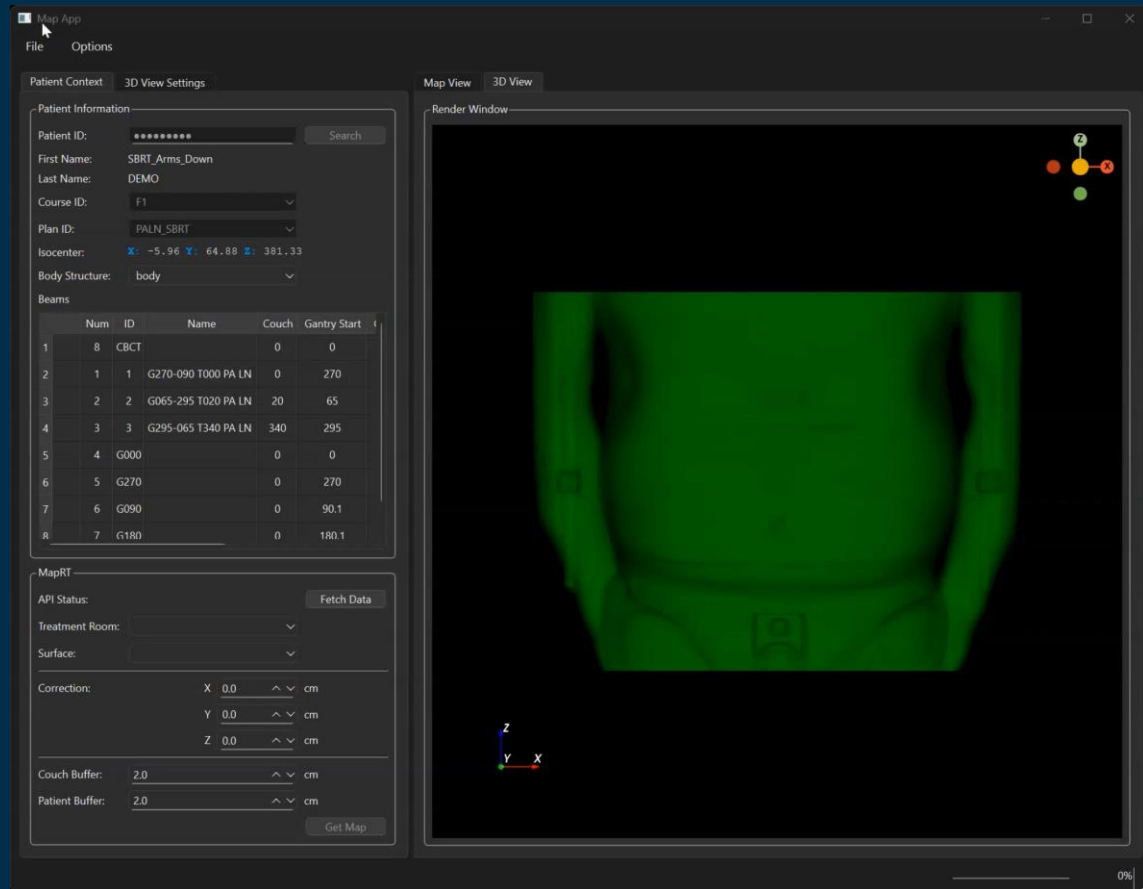 Map App
File Options
Patient Context 3D View Settings
Patient Information
Patient ID: ●●●●●●●●● Search
First Name: SBRT_Arms_Down
Last Name: DEMO
Course ID: F1
Plan ID: PALN_SBRT
Isocenter: X: -5.96 Y: 64.88 Z: 381.33
Body Structure: body
Beams
Num ID Name Couch Gantry Start
1 8 CBCT 0 0
2 1 1 G270-090 T000 PA LN 0 270
3 2 2 G065-295 T020 PA LN 20 65
4 3 3 G295-065 T340 PA LN 340 295
5 4 G000 0 0
6 5 G270 0 270
7 6 G090 0 90.1
8 7 G180 0 180.1
MapRT
API Status: Fetch Data
Treatment Room:
Surface:
Correction: X 0.0 cm
Y 0.0 cm
Z 0.0 cm
Couch Buffer: 2.0 cm
Patient Buffer: 2.0 cm
Get Map
Map View 3D View
Render Window
Z
X
Z
Y X
0%